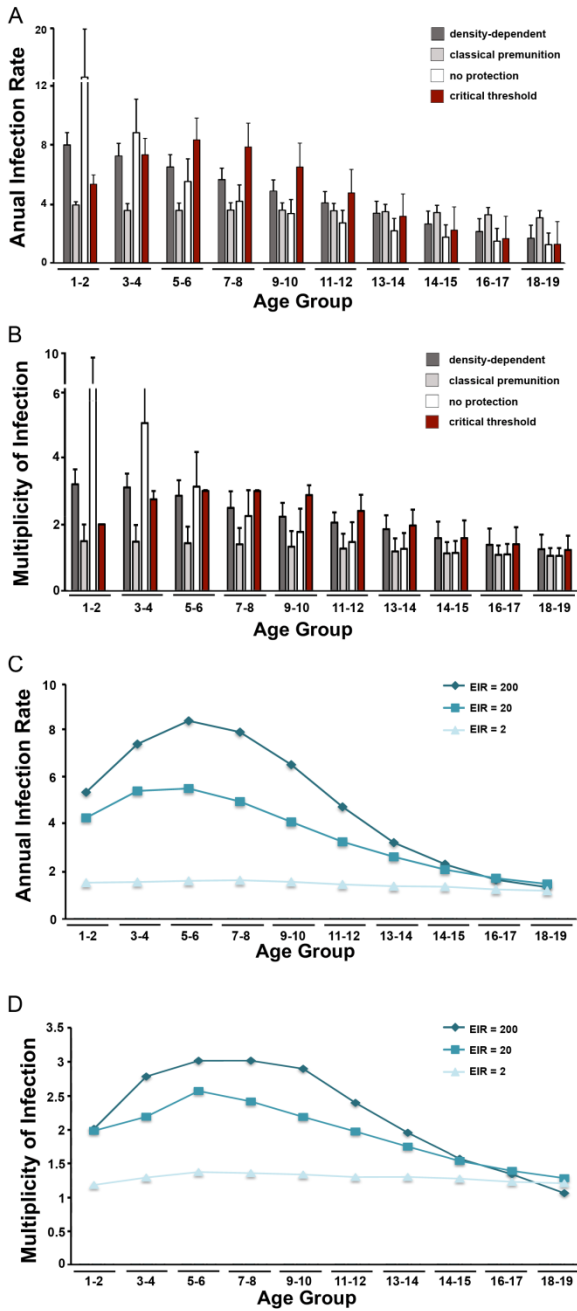 A
20
12
8
4
0
Anual Infection Rate
density-dependent
classical premunition
no protection
critical threshold
1-2 3-4 5-6 7-8 9-10 11-12 13-14 14-15 16-17 18-19
Age Group
B
10
6
4
2
0
Multiplicity of Infection
density-dependent
classical premunition
no protection
critical threshold
1-2 3-4 5-6 7-8 9-10 11-12 13-14 14-15 16-17 18-19
Age Group
C
10
8
6
4
2
0
Annual Infection Rate
EIR = 200
EIR = 20
EIR = 2
1-2 3-4 5-6 7-8 9-10 11-12 13-14 14-15 16-17 18-19
Age Group
D
3.5
3
2.5
2
1.5
1
0.5
0
Multiplicity of Infection
EIR = 200
EIR = 20
EIR = 2
1-2 3-4 5-6 7-8 9-10 11-12 13-14 14-15 16-17 18-19
Age Group